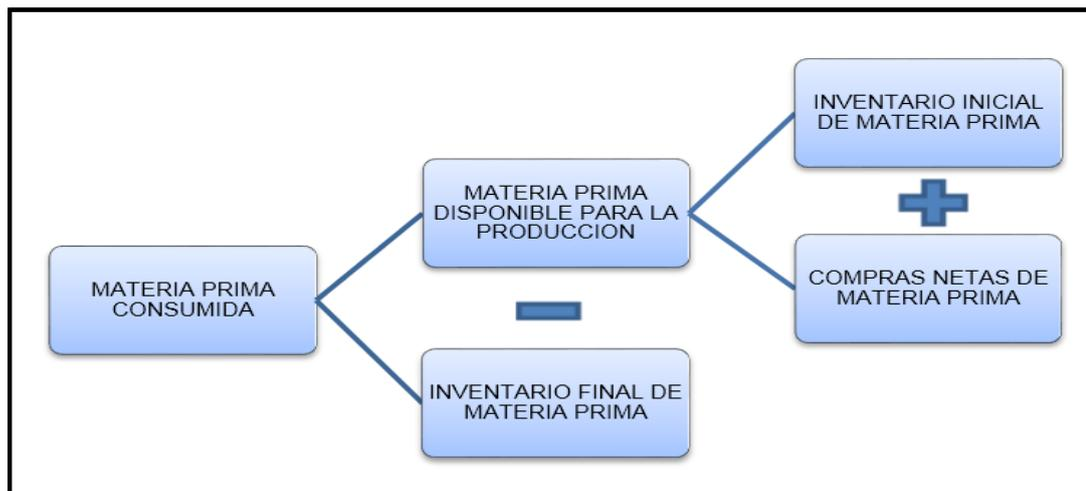 MATERIA PRIMA
CONSUMIDA
MATERIA PRIMA
DISPONIBLE PARA LA
PRODUCCION
INVENTARIO FINAL DE
MATERIA PRIMA
INVENTARIO INICIAL
DE MATERIA PRIMA
COMPRAS NETAS DE
MATERIA PRIMA